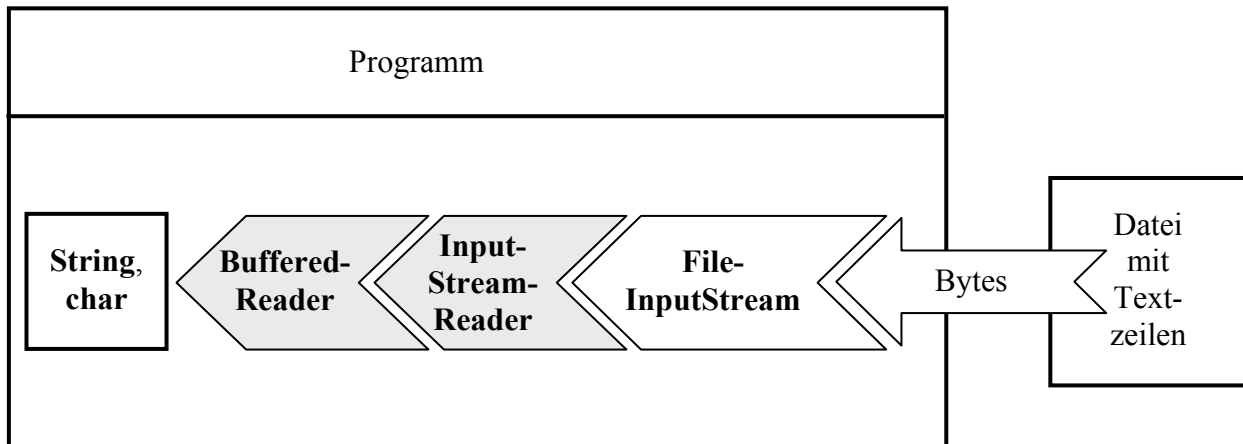 Programm
String,
char
Buffered-
Reader
Input-
Stream-
Reader
File-
InputStream
Bytes
Datei
mit
Text-
zeilen